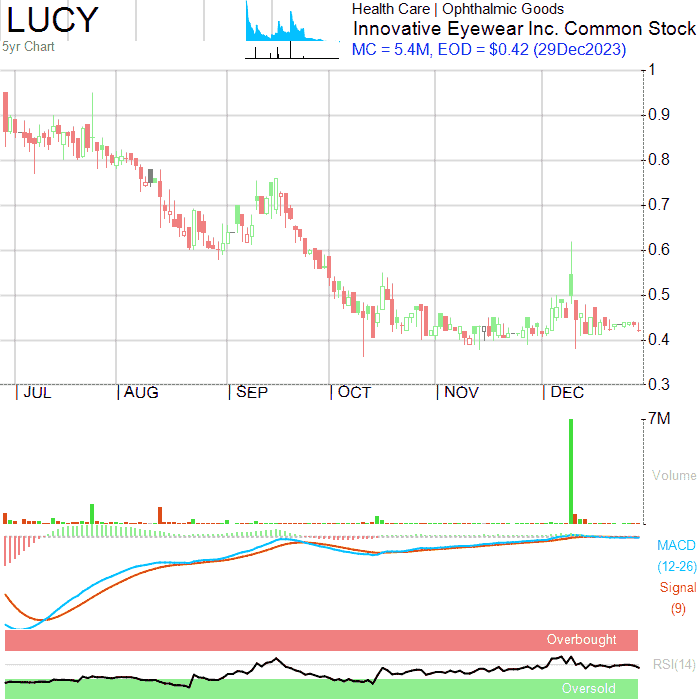 LUCY
5yr Chart
Health Care | Ophthalmic Goods
Innovative Eyewear Inc. Common Stock
MC = 5.4M, EOD = $0.42 (29Dec2023)
1
0.9
0.8
0.7
0.6
0.5
0.4
0.3
JUL AUG SEP OCT NOV DEC
7M
Volume
MACD
(12-26)
Signal
(9)
Overbought
RSI(14)
Oversold